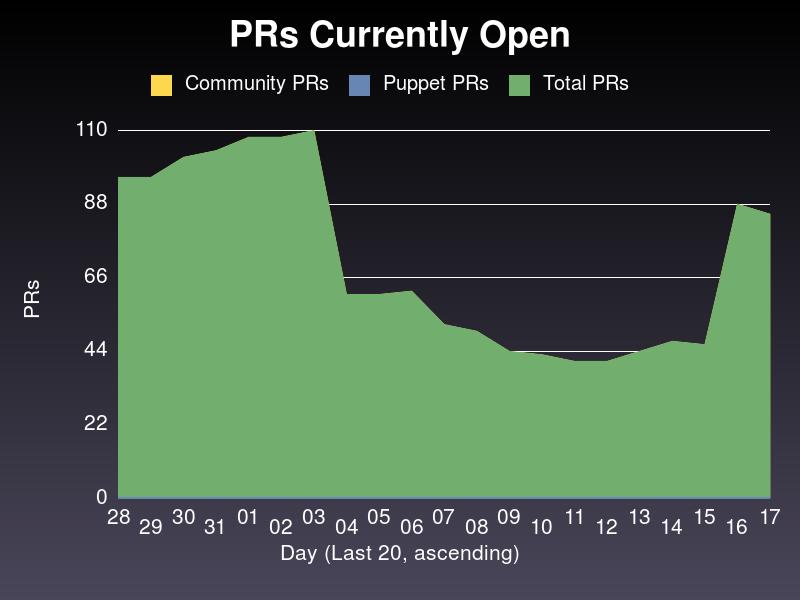 PRs Currently Open
Community PRs Puppet PRs Total PRs
110
88
66
44
22
0
PRs
28 29 30 31 01 02 03 04 05 06 07 08 09 10 11 12 13 14 15 16 17
Day (Last 20, ascending)